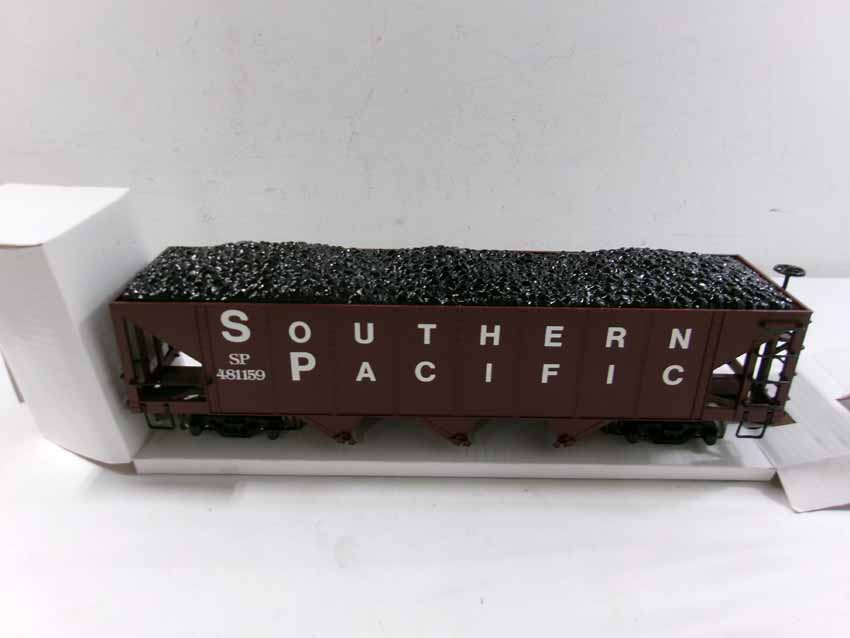 SOUTHERN
SP
481159
PACIFIC